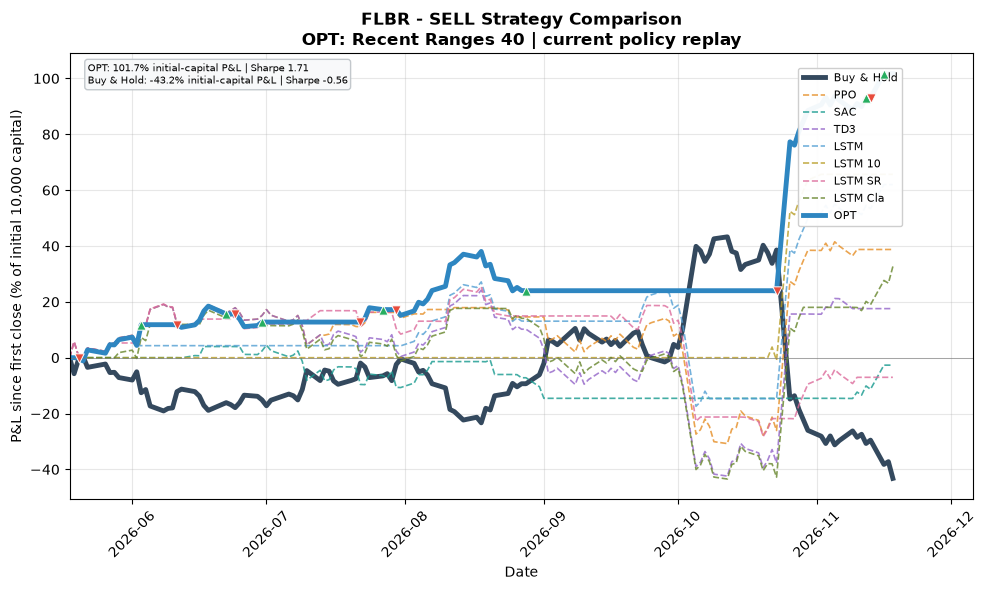 FLBR - SELL Strategy Comparison
OPT: Recent Ranges 40 | current policy replay
OPT: 101.7% initial-capital P&L | Sharpe 1.71
Buy & Hold: -43.2% initial-capital P&L | Sharpe -0.56
Buy & Hold
PPO
SAC
TD3
LSTM
LSTM 10
LSTM SR
LSTM Cla
OPT
P&L since first close (% of initial 10,000 capital)
100
80
60
40
20
0
−20
−40
2026-06
2026-07
2026-08
2026-09
2026-10
2026-11
2026-12
Date